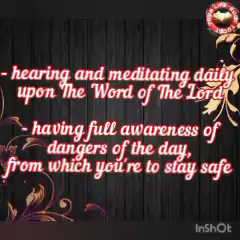 - hearing and meditating daily
upon The Word of The Lord
- having full awareness of
dangers of the day,
from which you're to stay safe
InShOt